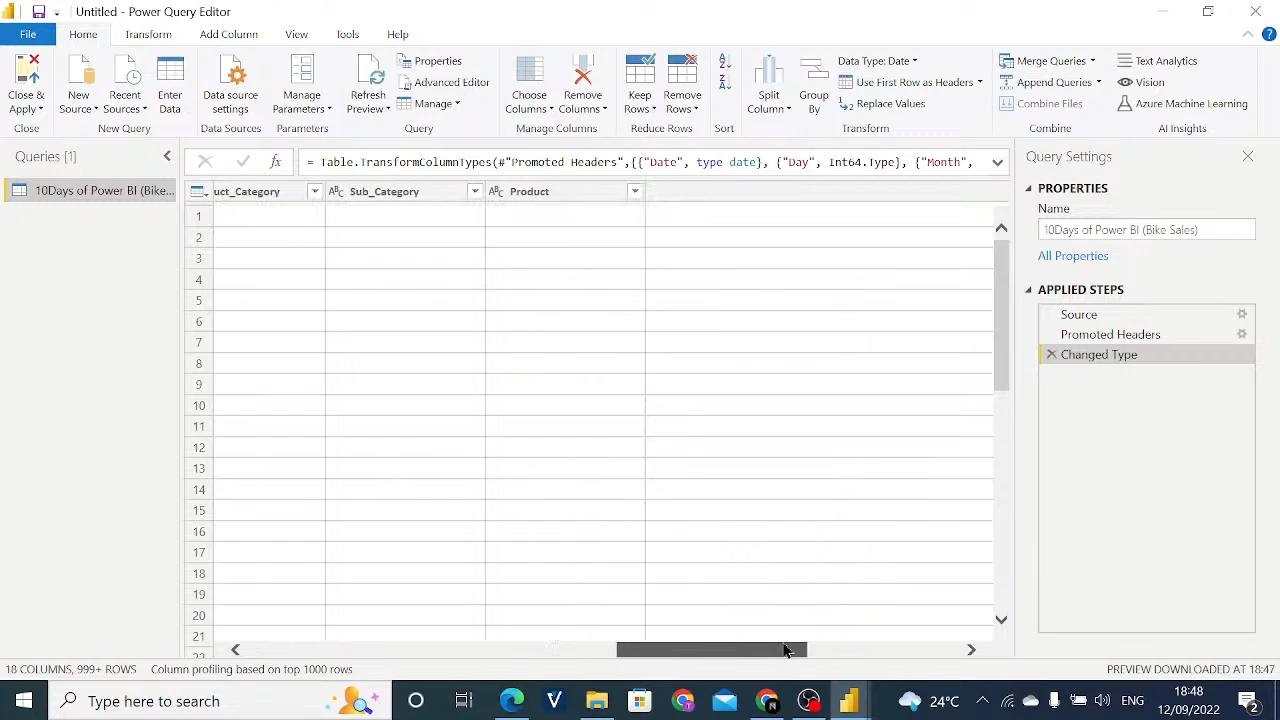 Untitled - Power Query Editor
File Home Transform Add Column View Tools Help
Close & Apply
New Source
Recent Sources
Enter Data
Data source settings
Manage Parameters
Refresh Preview
Properties
Advanced Editor
Manage
Choose Columns
Remove Columns
Keep Rows
Remove Rows
A Z
Z A
Split Column
Group By
Data Type: Date
Use First Row as Headers
1 2 Replace Values
Merge Queries
Append Queries
Combine Files
Text Analytics
Vision
Azure Machine Learning
Close New Query Data Sources Parameters Query Manage Columns Reduce Rows Sort Transform Combine AI Insights
Queries [1]
10Days of Power BI (Bike...
fx = Table.TransformColumnTypes(#"Promoted Headers",{{"Date", type date}, {"Day", Int64.Type}, {"Month",
uct_Category ABC Sub_Category ABC Product
1
2
3
4
5
6
7
8
9
10
11
12
13
14
15
16
17
18
19
20
21
Query Settings
PROPERTIES
Name
10Days of Power BI (Bike Sales)
All Properties
APPLIED STEPS
Source
Promoted Headers
Changed Type
18 COLUMNS, 999+ ROWS Column profiling based on top 1000 rows PREVIEW DOWNLOADED AT 18:47
Type here to search
24°C ENG 18:48
12/09/2022 2